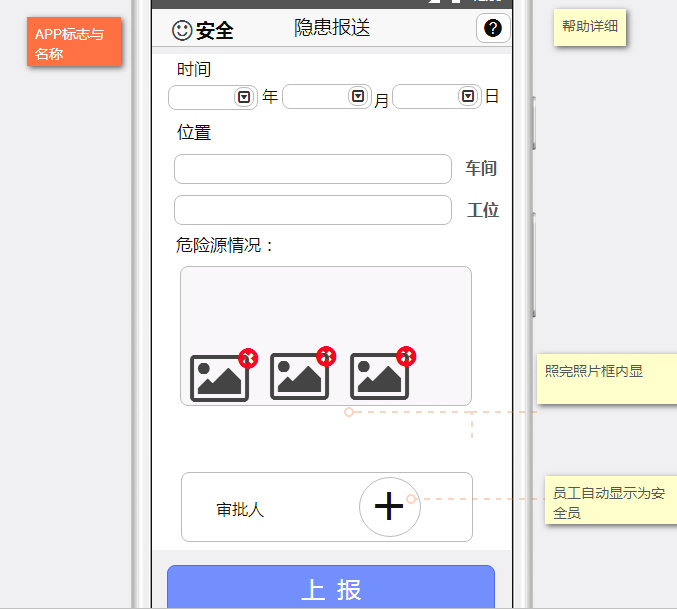 APP标志与
名称
安全
隐患报送
?
帮助详细
时间
年
月
日
位置
车间
工位
危险源情况：
照完照片框内显
审批人
员工自动显示为安
全员
上 报